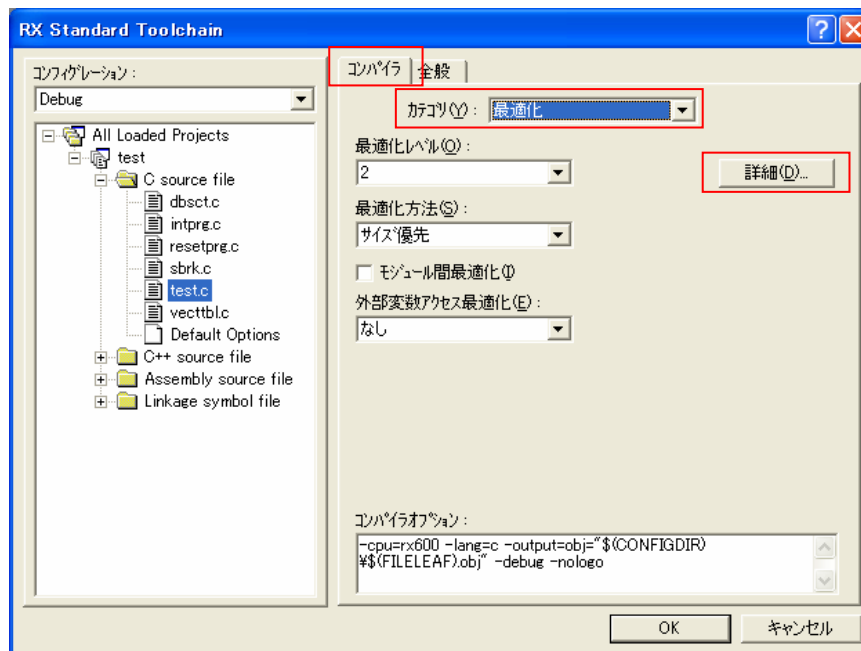 RX Standard Toolchain
コンフィグレーション :
Debug
All Loaded Projects
test
C source file
dbsct.c
intprg.c
resetprg.c
sbrk.c
test.c
vecttbl.c
Default Options
C++ source file
Assembly source file
Linkage symbol file
コンパイラ
全般
カテゴリ(Y) :
最適化
最適化レベル(O) :
2
詳細(D)...
最適化方法(S) :
サイズ優先
モジュール間最適化(I)
外部変数アクセス最適化(E) :
なし
コンパイラオプション :
-cpu=rx600 -lang=c -output=obj="$(CONFIGDIR)
¥$(FILELEAF).obj" -debug -nologo
OK
キャンセル